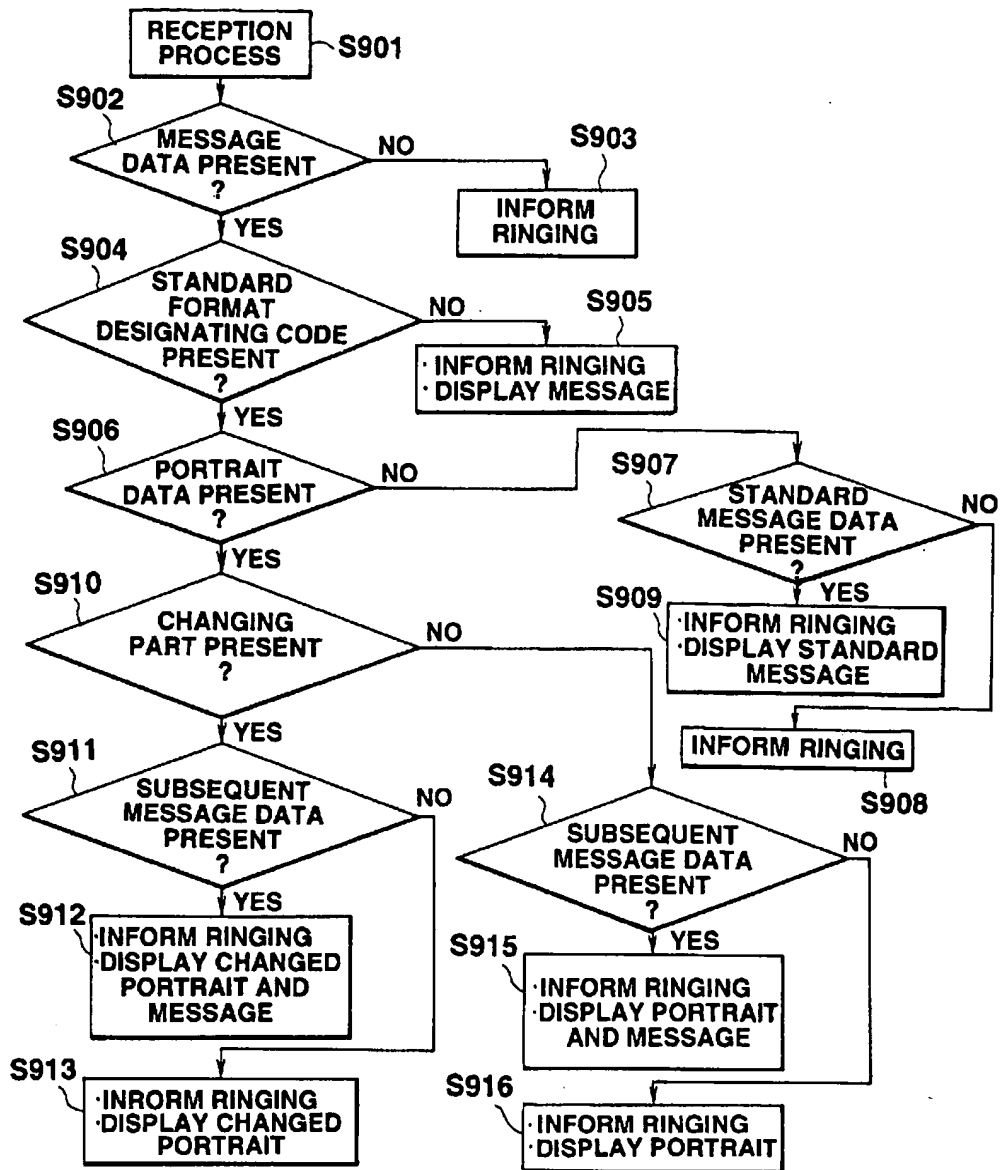 RECEPTION
PROCESS
S901
S902
MESSAGE
DATA PRESENT
?
NO
S903
INFORM
RINGING
YES
S904
STANDARD
FORMAT
DESIGNATING CODE
PRESENT
?
NO
S905
·INFORM RINGING
·DISPLAY MESSAGE
YES
S906
PORTRAIT
DATA PRESENT
?
NO
S907
STANDARD
MESSAGE DATA
PRESENT
?
NO
YES
S909
·INFORM RINGING
·DISPLAY STANDARD
MESSAGE
INFORM RINGING
S908
YES
S910
CHANGING
PART PRESENT
?
NO
YES
S911
SUBSEQUENT
MESSAGE DATA
PRESENT
?
NO
YES
S912
·INFORM RINGING
·DISPLAY CHANGED
PORTRAIT AND
MESSAGE
S913
·INRORM RINGING
·DISPLAY CHANGED
PORTRAIT
S914
SUBSEQUENT
MESSAGE DATA
PRESENT
?
NO
YES
S915
·INFORM RINGING
·DISPLAY PORTRAIT
AND MESSAGE
S916
·INFORM RINGING
·DISPLAY PORTRAIT